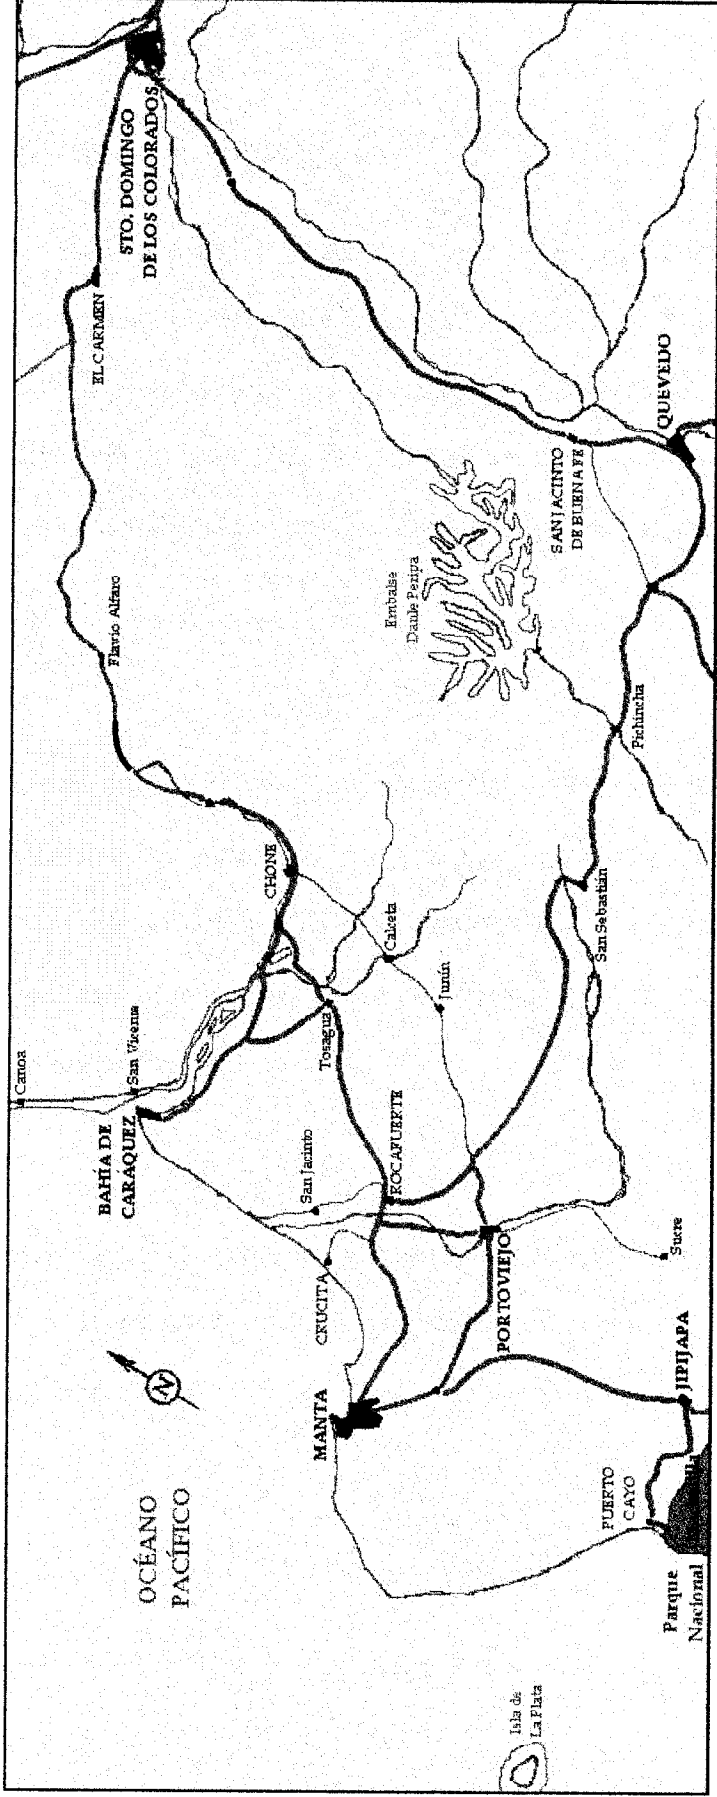 Canoa
San Vicente
BAHÍA DE
CARÁQUEZ
EL CARMEN
STO. DOMINGO
DE LOS COLORADOS
Flavio Alfaro
OCÉANO
PACÍFICO
N
CHONE
San Jacinto
Tosagua
CRUCITA
MANTA
Calceta
ROCAFUERTE
Junín
Embalse
Daule Peripa
PORTOVIEJO
Isla de
La Plata
SAN JACINTO
DE BUENA FE
San Sebastián
Pichincha
QUEVEDO
PUERTO
CAYO
Sucre
JIPIJAPA
Parque
Nacional